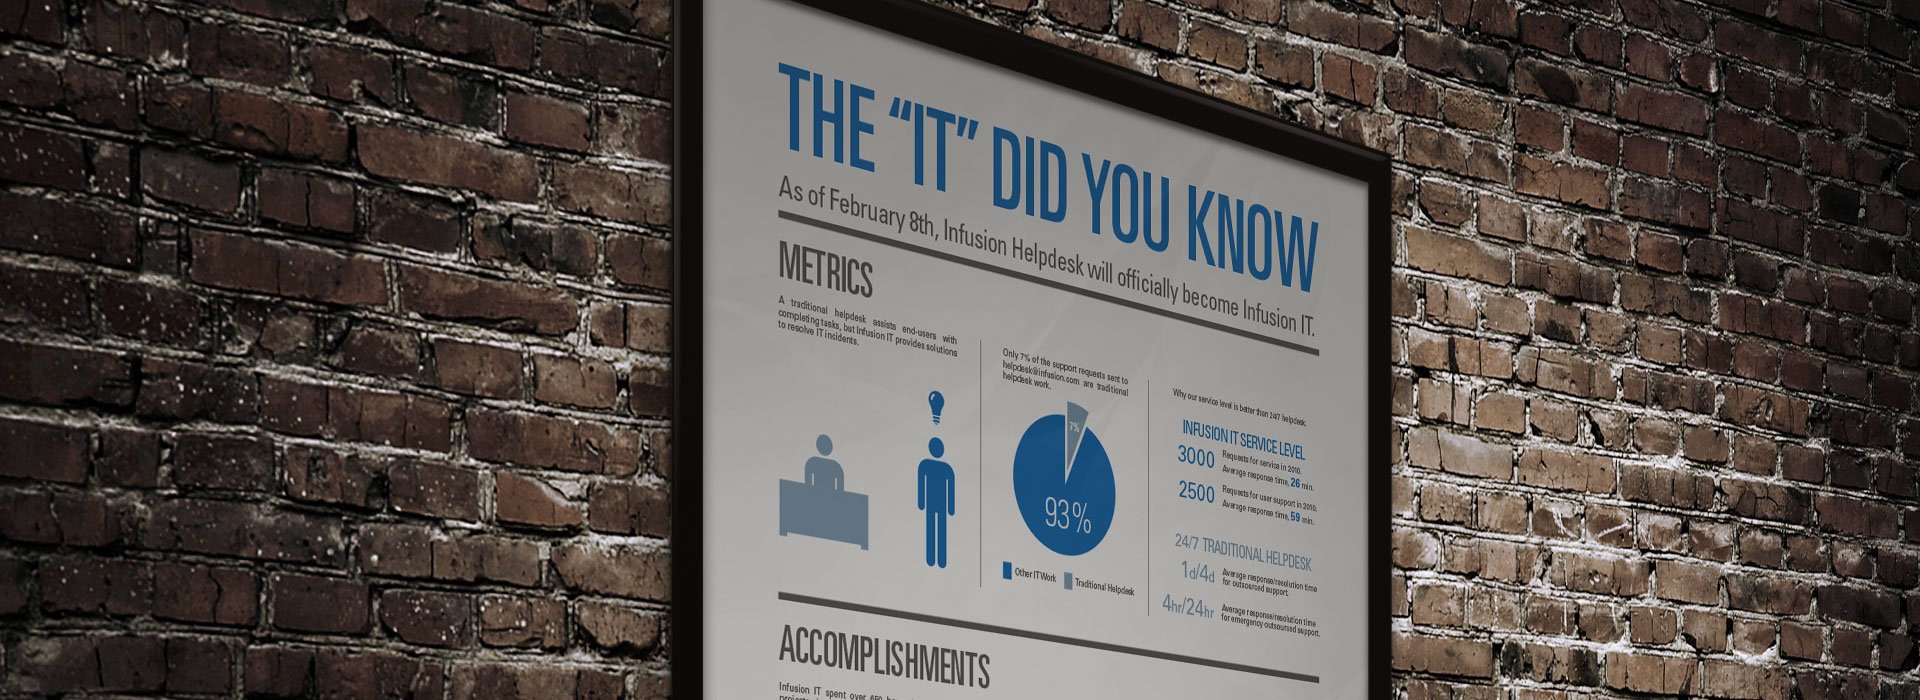 THE “IT” DID YOU KNOW
As of February 8th, Infusion Helpdesk will officially become Infusion IT.
METRICS
A traditional helpdesk assists end-users with
completing tasks, but Infusion IT provides solutions
to resolve IT incidents.
Only 7% of the support requests sent to
helpdesk@infusion.com are traditional
helpdesk work.
7%
93%
Other IT Work
Traditional Helpdesk
Why our service level is better than 24/7 helpdesk.
INFUSION IT SERVICE LEVEL
3000
Requests for service in 2010.
Average response time, 26 min.
2500
Requests for user support in 2010.
Average response time, 59 min.
24/7 TRADITIONAL HELPDESK
1d/4d
Average response/resolution time
for outsourced support.
4hr/24hr
Average response/resolution time
for emergency outsourced support.
ACCOMPLISHMENTS
Infusion IT spent over 650